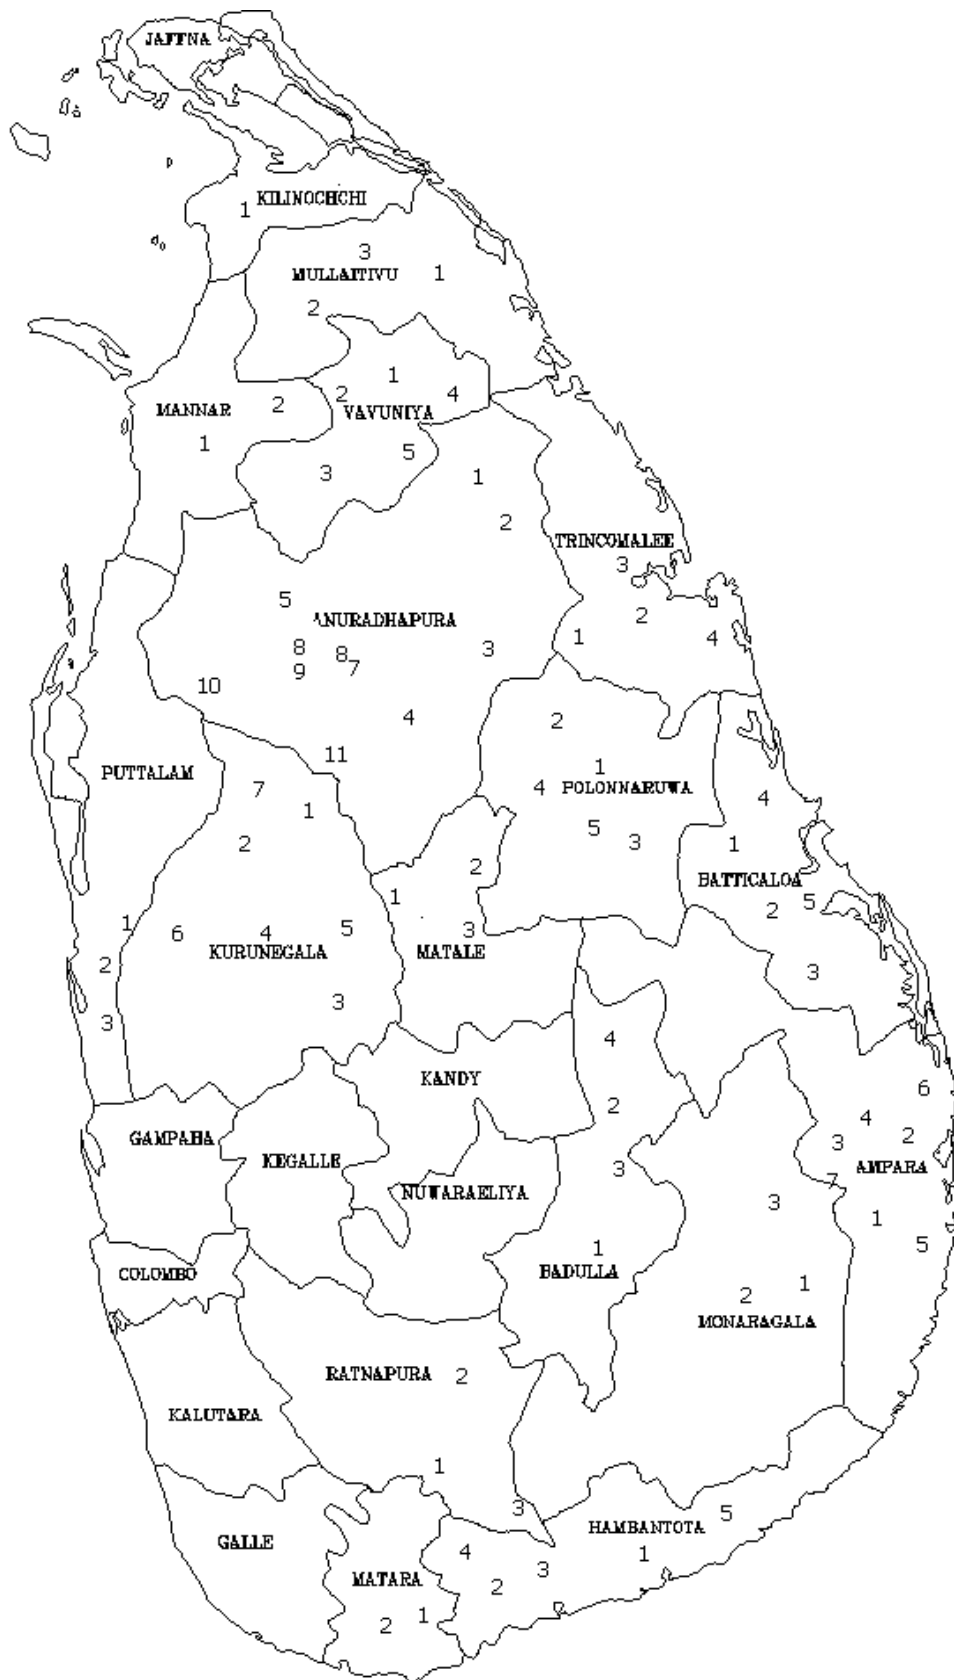 JAFFNA
KILINOCHCHI
1
3
MULLAITIVU
1
2
1
2
MANNAR
2
4
VAVUNIYA
1
5
3
1
2
TRINCOMALEE
3
5
ANURADHAPURA
2
1
4
8
8
3
9
7
10
4
2
11
PUTTALAM
1
7
4
POLONNARUWA
4
1
5
2
3
1
2
BATTICALOA
1
5
2
1
6
4
5
3
KURUNEGALA
MATALE
2
3
3
3
4
KANDY
6
2
4
GAMPAHA
2
3
KEGALLE
3
AMPARA
7
NUWARAELIYA
3
1
1
5
COLOMBO
BADULLA
1
2
MONARAGALA
RATNAPURA
2
KALUTARA
1
3
5
HAMBANTOTA
GALLE
4
1
3
MATARA
2
1
2